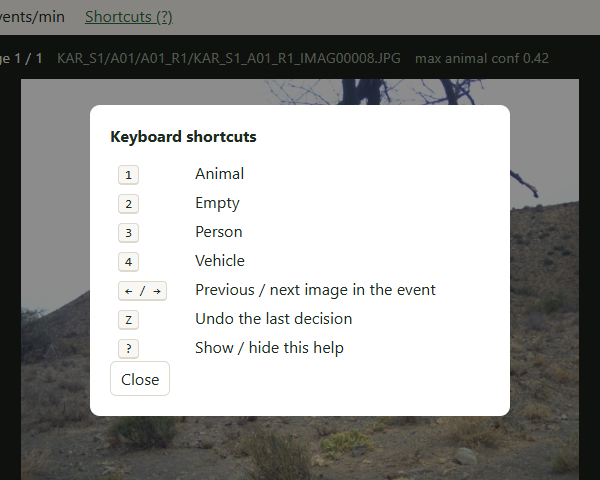 vents/min Shortcuts (?)
ge 1 / 1 KAR_S1/A01/A01_R1/KAR_S1_A01_R1_IMAG00008.JPG max animal conf 0.42
Keyboard shortcuts
1 Animal
2 Empty
3 Person
4 Vehicle
← / → Previous / next image in the event
Z Undo the last decision
? Show / hide this help
Close